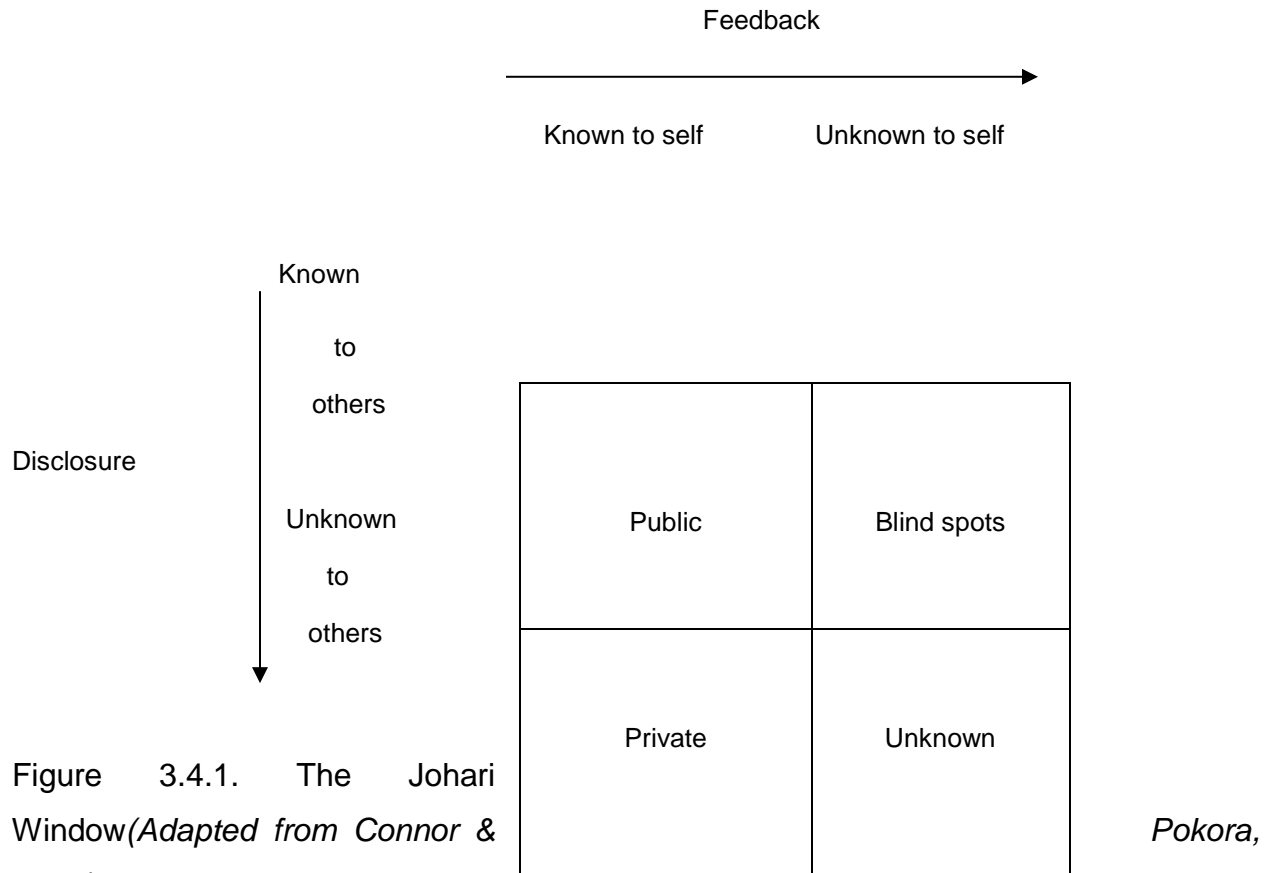 Feedback
Known to self Unknown to self
Known
to
others
Disclosure
Unknown
to
others
Public Blind spots
Private Unknown
Figure 3.4.1. The Johari
Window(Adapted from Connor & Pokora,